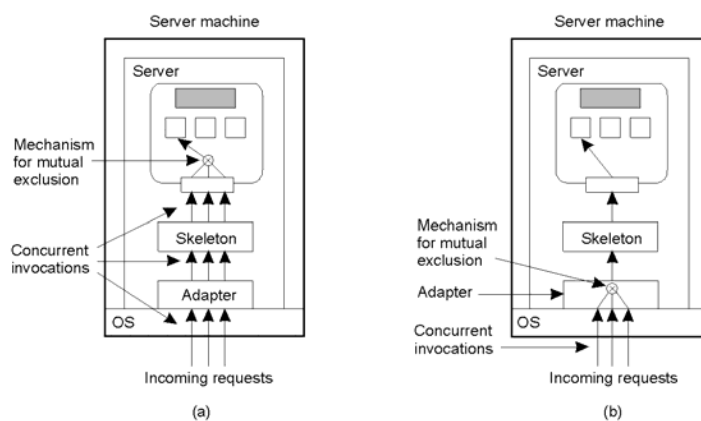 Server machine
Server
Mechanism
for mutual
exclusion
Concurrent
invocations
Skeleton
Adapter
OS
Incoming requests
(a)
Server machine
Server
Mechanism
for mutual
exclusion
Skeleton
Adapter
OS
Concurrent
invocations
Incoming requests
(b)